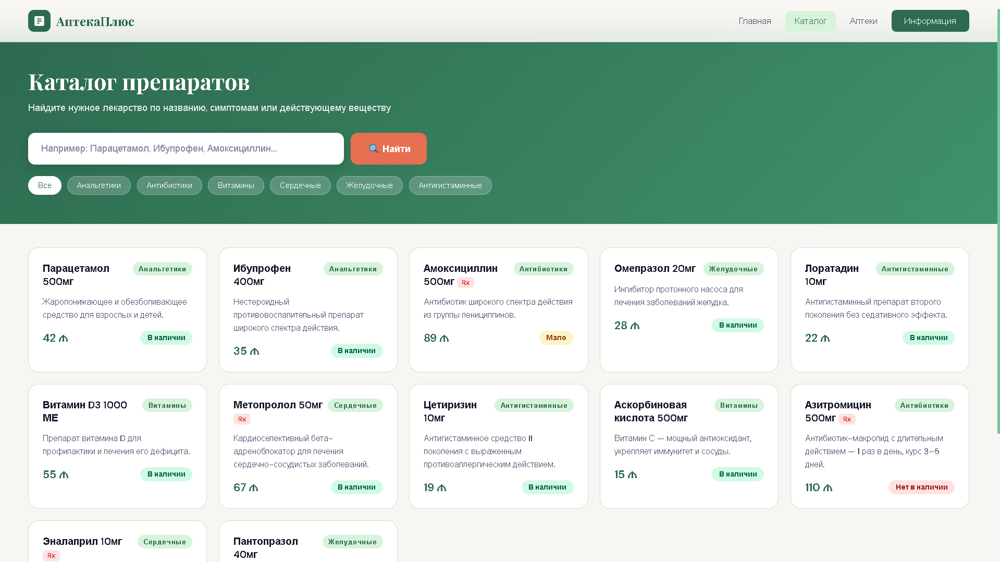 АптекаПлюс
Главная
Каталог
Аптеки
Информация
Каталог препаратов
Найдите нужное лекарство по названию, симптомам или действующему веществу
Например: Парацетамол, Ибупрофен, Амоксициллин...
Найти
Все
Анальгетики
Антибиотики
Витамины
Сердечные
Желудочные
Антигистаминные
Парацетамол
500мг
Анальгетики
Жаропонижающее и обезболивающее
средство для взрослых и детей.
42 ₼
В наличии
Ибупрофен
400мг
Анальгетики
Нестероидный
противовоспалительный препарат
широкого спектра действия.
35 ₼
В наличии
Амоксициллин
500мг Rx
Антибиотики
Антибиотик широкого спектра действия
из группы пенициллинов.
89 ₼
Мало
Омепразол 20мг
Желудочные
Ингибитор протонного насоса для
лечения заболеваний желудка.
28 ₼
В наличии
Лоратадин
10мг
Антигистаминные
Антигистаминный препарат второго
поколения без седативного эффекта.
22 ₼
В наличии
Витамин D3 1000
МЕ
Витамины
Препарат витамина D для
профилактики и лечения его дефицита.
55 ₼
В наличии
Метопролол 50мг
Rx
Сердечные
Кардиоселективный бета-
адреноблокатор для лечения
сердечно-сосудистых заболеваний.
67 ₼
В наличии
Цетиризин
10мг
Антигистаминные
Антигистаминное средство II
поколения с выраженным
противоаллергическим действием.
19 ₼
В наличии
Аскорбиновая
кислота 500мг
Витамины
Витамин С — мощный антиоксидант,
укрепляет иммунитет и сосуды.
15 ₼
В наличии
Азитромицин
500мг Rx
Антибиотики
Антибиотик-макролид с длительным
действием — 1 раз в день, курс 3–5
дней.
110 ₼
Нет в наличии
Эналаприл 10мг
Rx
Сердечные
Пантопразол
40мг
Желудочные